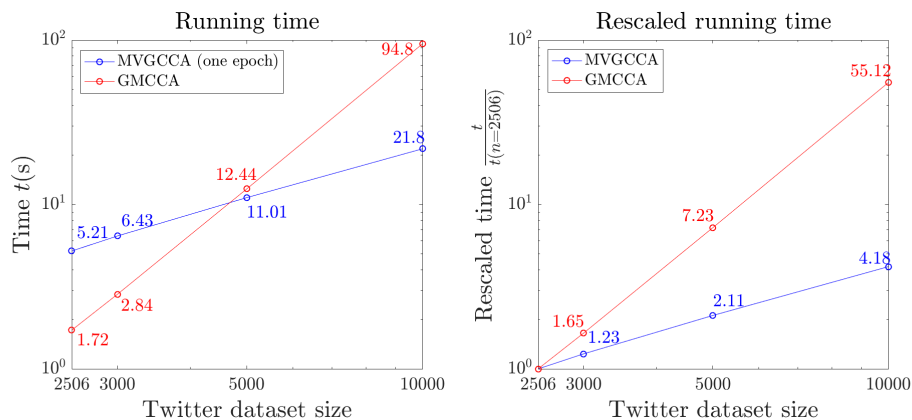 Running time
10^2
94.8
MVGCCA (one epoch)
GMCCA
21.8
12.44
10^1
11.01
5.21
6.43
2.84
1.72
10^0
2506
3000
5000
10000
Time t(s)
Twitter dataset size
Rescaled running time
10^2
MVGCCA
GMCCA
55.12
10^1
7.23
4.18
2.11
1.65
1.23
10^0
2506
3000
5000
10000
Rescaled time t / t(n=2506)
Twitter dataset size